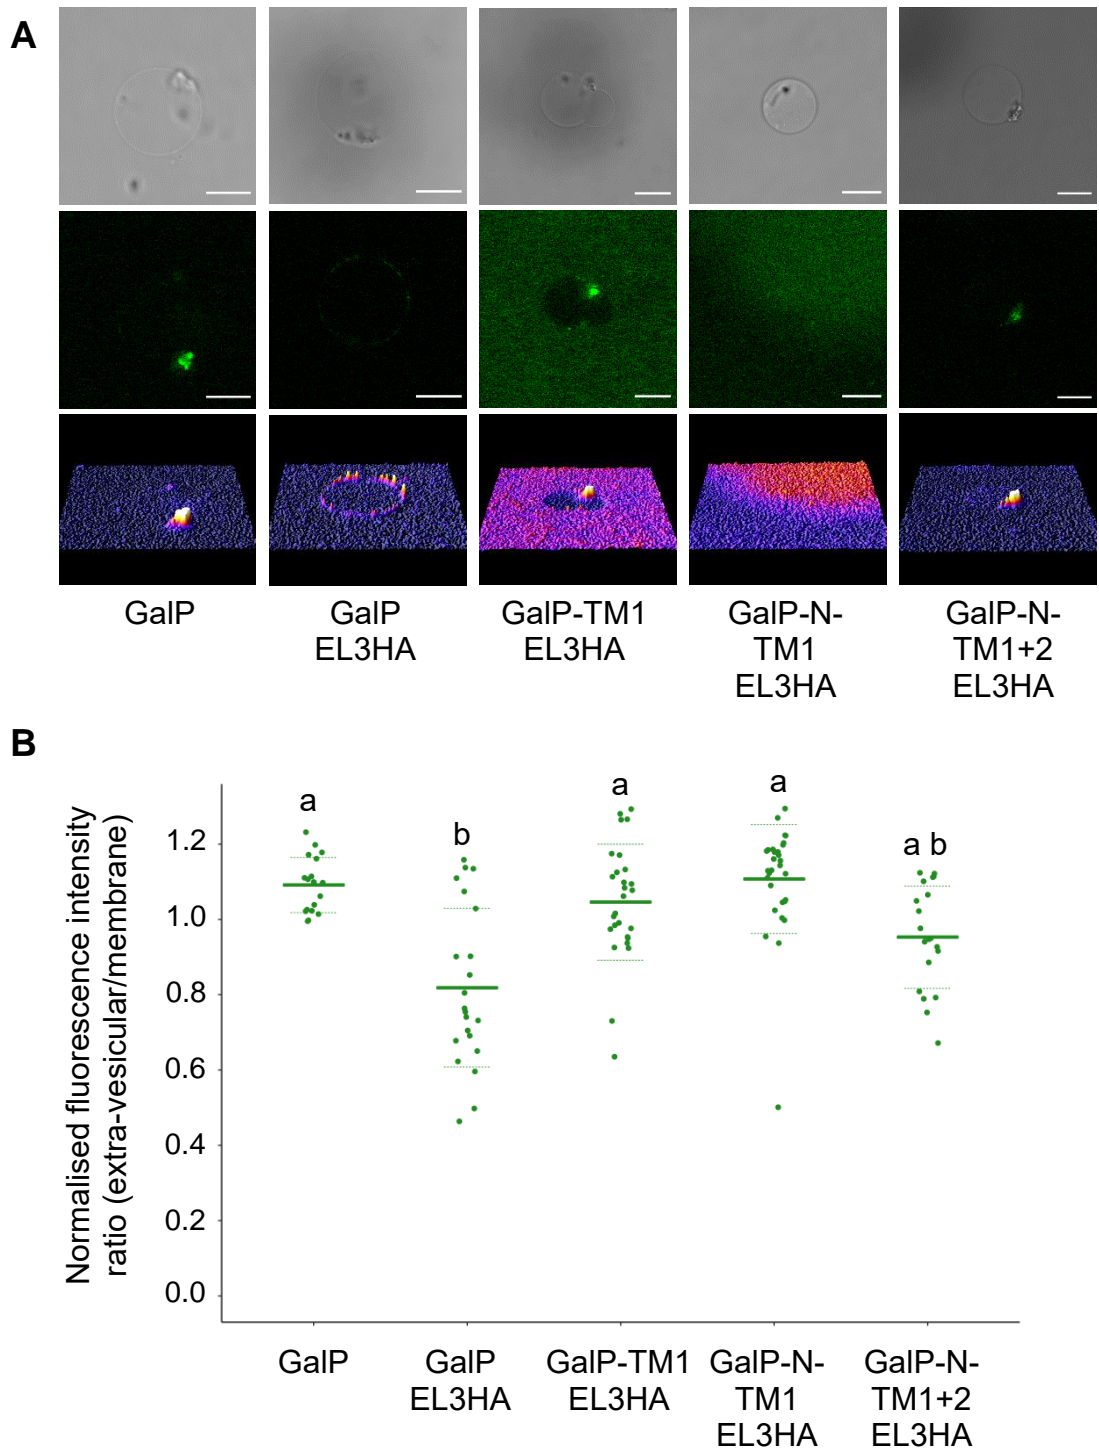 A
GalP
GalP
EL3HA
GalP-TM1
EL3HA
GalP-N-
TM1
EL3HA
GalP-N-
TM1+2
EL3HA
B
Normalised fluorescence intensity
ratio (extra-vesicular/membrane)
1.2
1.0
0.8
0.6
0.4
0.2
0.0
a
b
a
a
a b
GalP
GalP
EL3HA
GalP-TM1
EL3HA
GalP-N-
TM1
EL3HA
GalP-N-
TM1+2
EL3HA